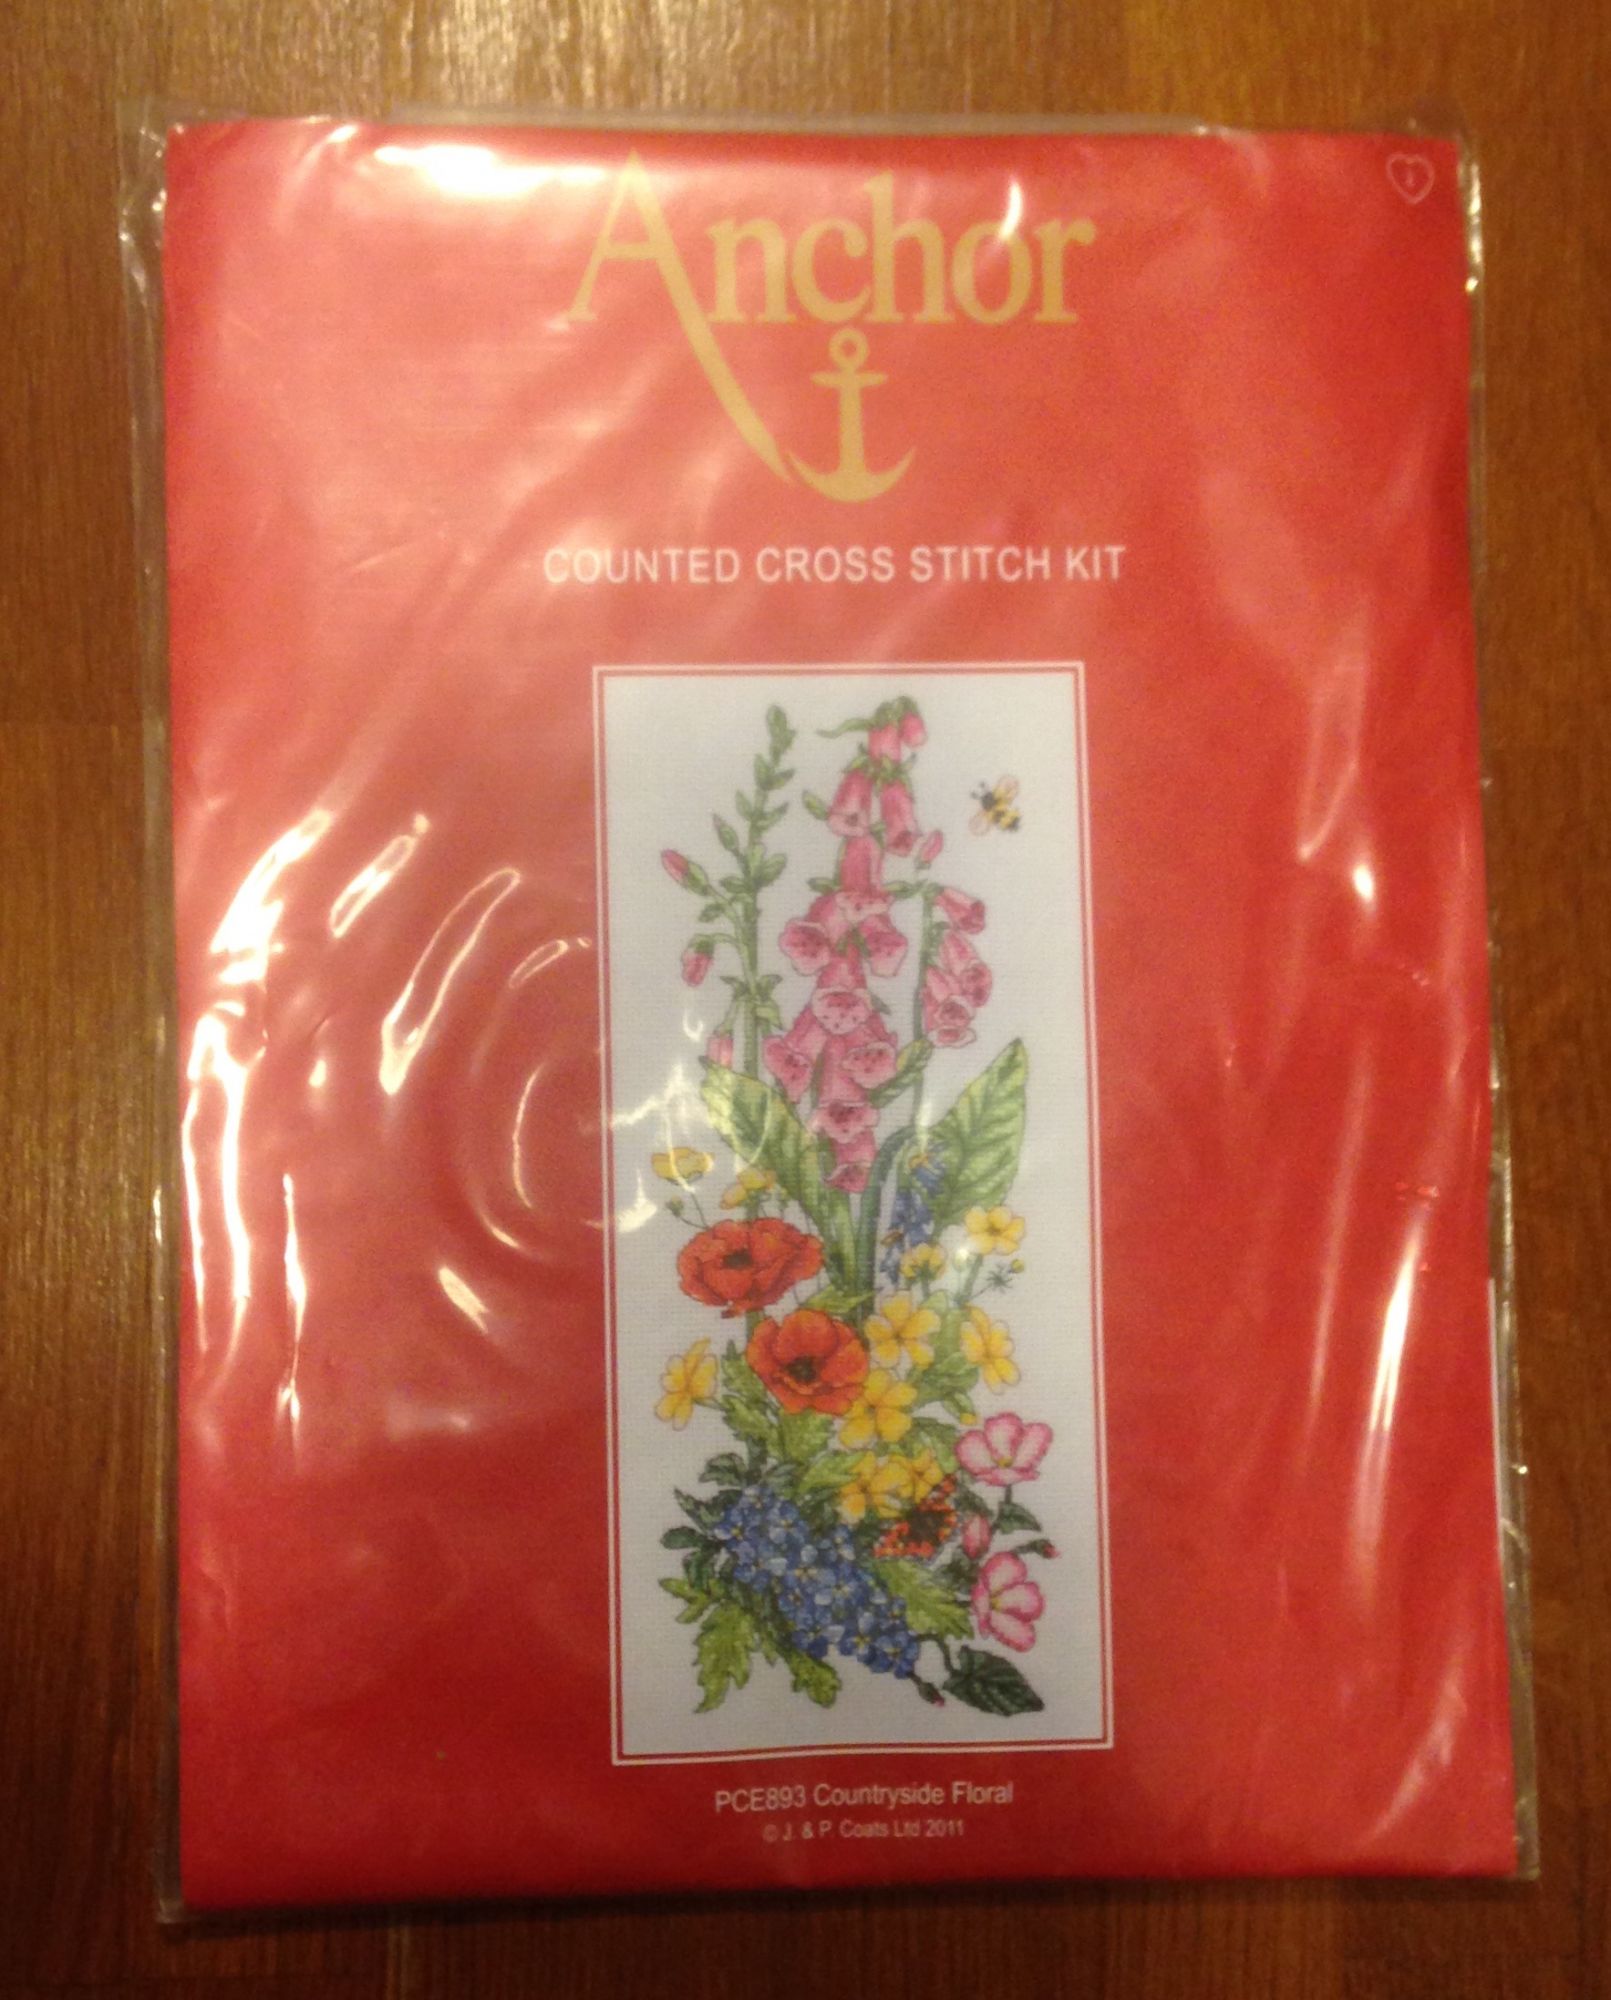 Anchor
COUNTED CROSS STITCH KIT
PCE893 Countryside Floral
© J. & P. Coats Ltd 2011